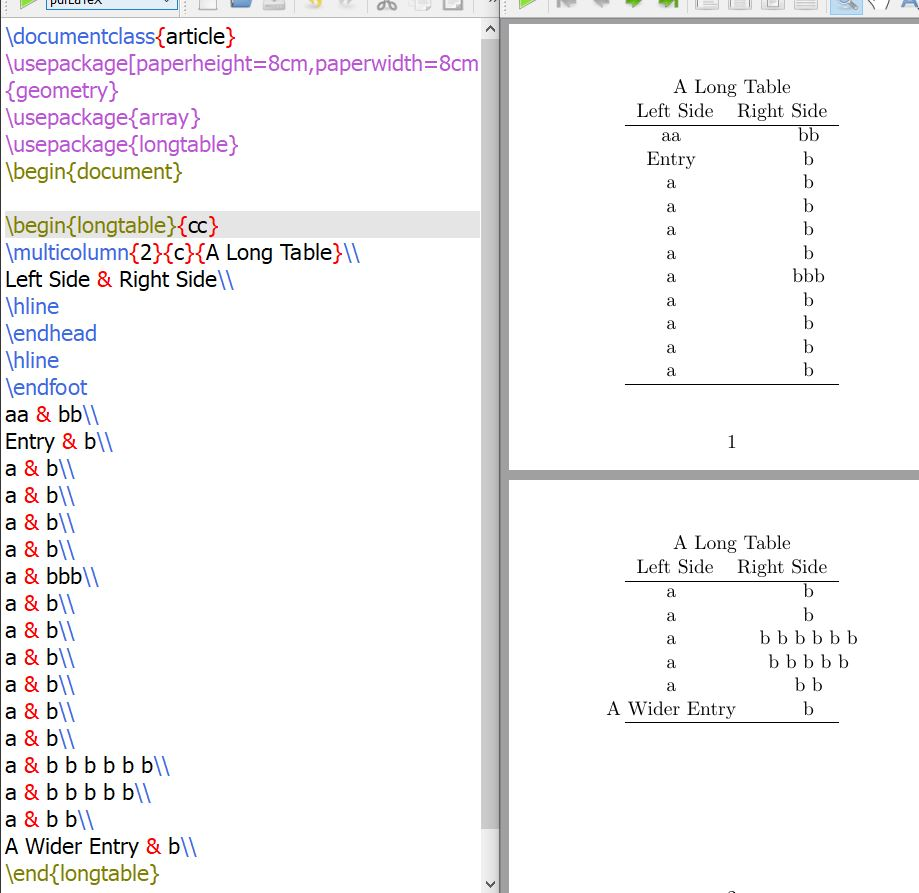 pdfLaTeX
\documentclass{article}
\usepackage[paperheight=8cm,paperwidth=8cm
{geometry}
\usepackage{array}
\usepackage{longtable}
\begin{document}
\begin{longtable}{cc}
\multicolumn{2}{c}{A Long Table}\\
Left Side & Right Side\\
\hline
\endhead
\hline
\endfoot
aa & bb\\
Entry & b\\
a & b\\
a & b\\
a & b\\
a & b\\
a & bbb\\
a & b\\
a & b\\
a & b\\
a & b\\
a & b\\
a & b\\
a & b b b b b b\\
a & b b b b b\\
a & b b\\
A Wider Entry & b\\
\end{longtable}
A Long Table
Left Side Right Side
aa bb
Entry b
a b
a b
a b
a b
a bbb
a b
a b
a b
a b
1
A Long Table
Left Side Right Side
a b
a b
a b b b b b b
a b b b b b
a b b
A Wider Entry b